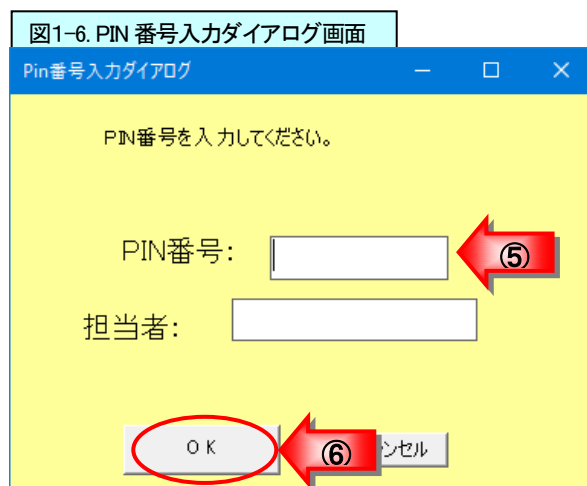 図1-6. PIN 番号入力ダイアログ画面
Pin番号入力ダイアログ
PIN番号を入力してください。
PIN番号:
⑤
担当者:
OK
⑥
ンセル